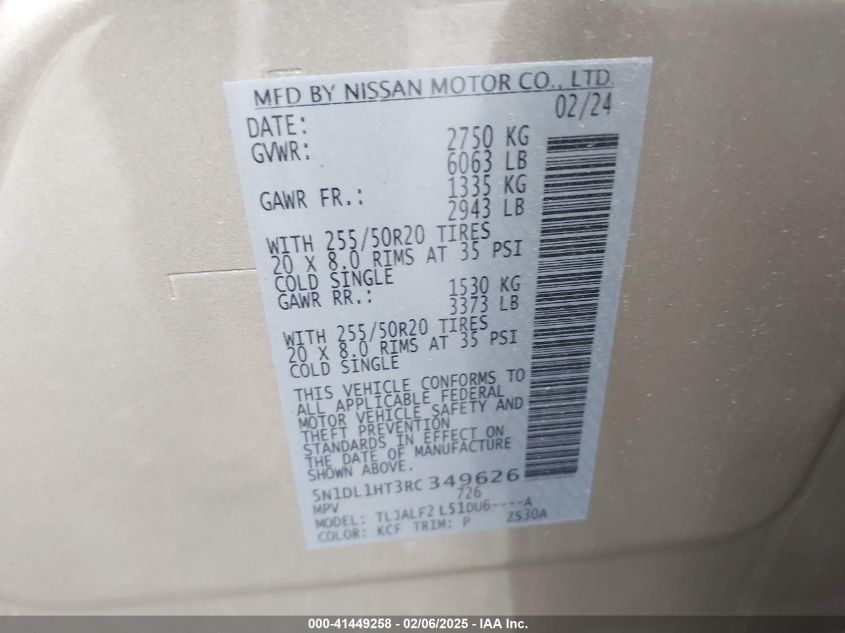 MFD BY NISSAN MOTOR CO., LTD.
DATE: 02/24
GVWR: 2750 KG
6063 LB
GAWR FR.: 1335 KG
2943 LB
WITH 255/50R20 TIRES
20 X 8.0 RIMS AT 35 PSI
COLD SINGLE
GAWR RR.: 1530 KG
3373 LB
WITH 255/50R20 TIRES
20 X 8.0 RIMS AT 35 PSI
COLD SINGLE
THIS VEHICLE CONFORMS TO
ALL APPLICABLE FEDERAL
MOTOR VEHICLE SAFETY AND
THEFT PREVENTION
STANDARDS IN EFFECT ON
THE DATE OF MANUFACTURE
SHOWN ABOVE.
5N1DL1HT3RC349626
MPV 726
MODEL: TLJALF2 L51DU6----A
COLOR: KCF TRIM: P ZS30A
000-41449258 - 02/06/2025 - IAA Inc.